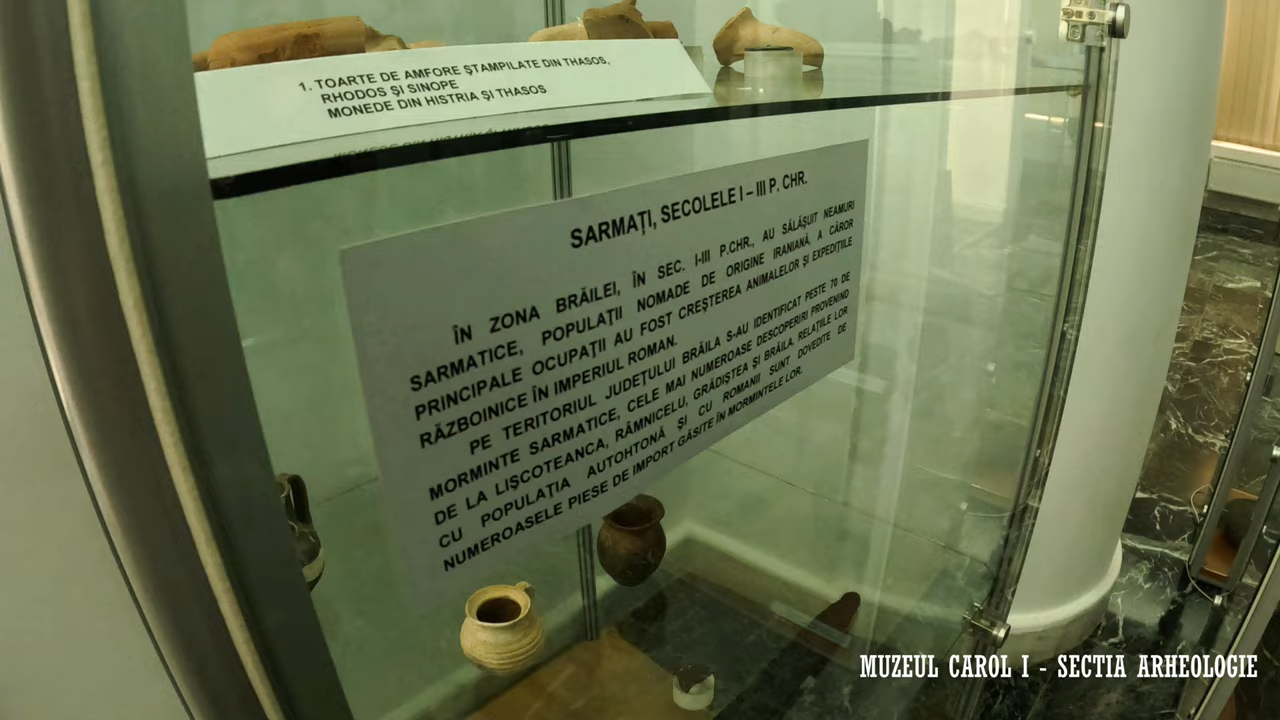 1. TOARTE DE AMFORE ŞTAMPILATE DIN THASOS,
RHODOS ŞI SINOPE
MONEDE DIN HISTRIA ŞI THASOS
SARMAŢI, SECOLELE I – III P. CHR.
ÎN ZONA BRĂILEI, ÎN SEC. I-III P.CHR., AU SĂLĂŞUIT NEAMURI
SARMATICE, POPULAŢII NOMADE DE ORIGINE IRANIANĂ, A CĂROR
PRINCIPALE OCUPAŢII AU FOST CREŞTEREA ANIMALELOR ŞI EXPEDIŢIILE
RĂZBOINICE ÎN IMPERIUL ROMAN.
PE TERITORIUL JUDEŢULUI BRĂILA S-AU IDENTIFICAT PESTE 70 DE
MORMINTE SARMATICE, CELE MAI NUMEROASE DESCOPERIRI PROVENIND
DE LA LIŞCOTEANCA, RÂMNICELU, GRĂDIŞTEA ŞI BRĂILA. RELAŢIILE LOR
CU POPULAŢIA AUTOHTONĂ ŞI CU ROMANII SUNT DOVEDITE DE
NUMEROASELE PIESE DE IMPORT GĂSITE ÎN MORMINTELE LOR.
MUZEUL CAROL I - SECTIA ARHEOLOGIE